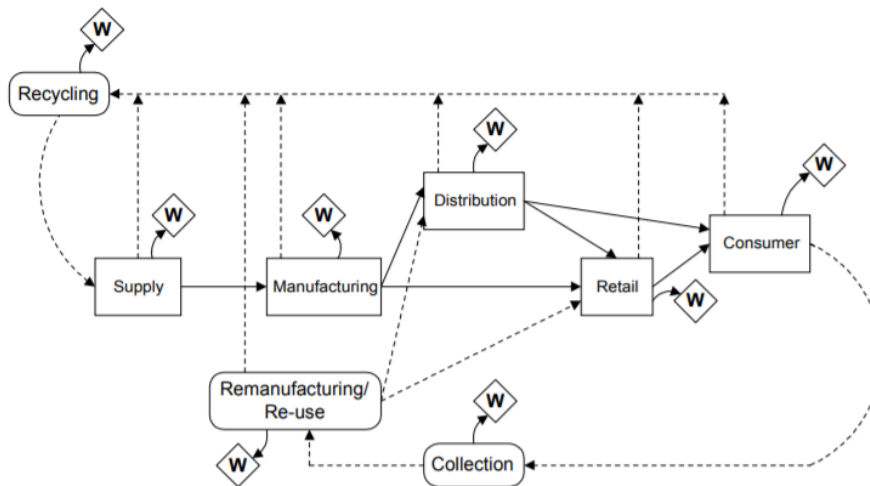 W
Recycling
W
Distribution
W
W
W
Consumer
Supply
Manufacturing
Retail
W
Remanufacturing/
Re-use
W
W
Collection